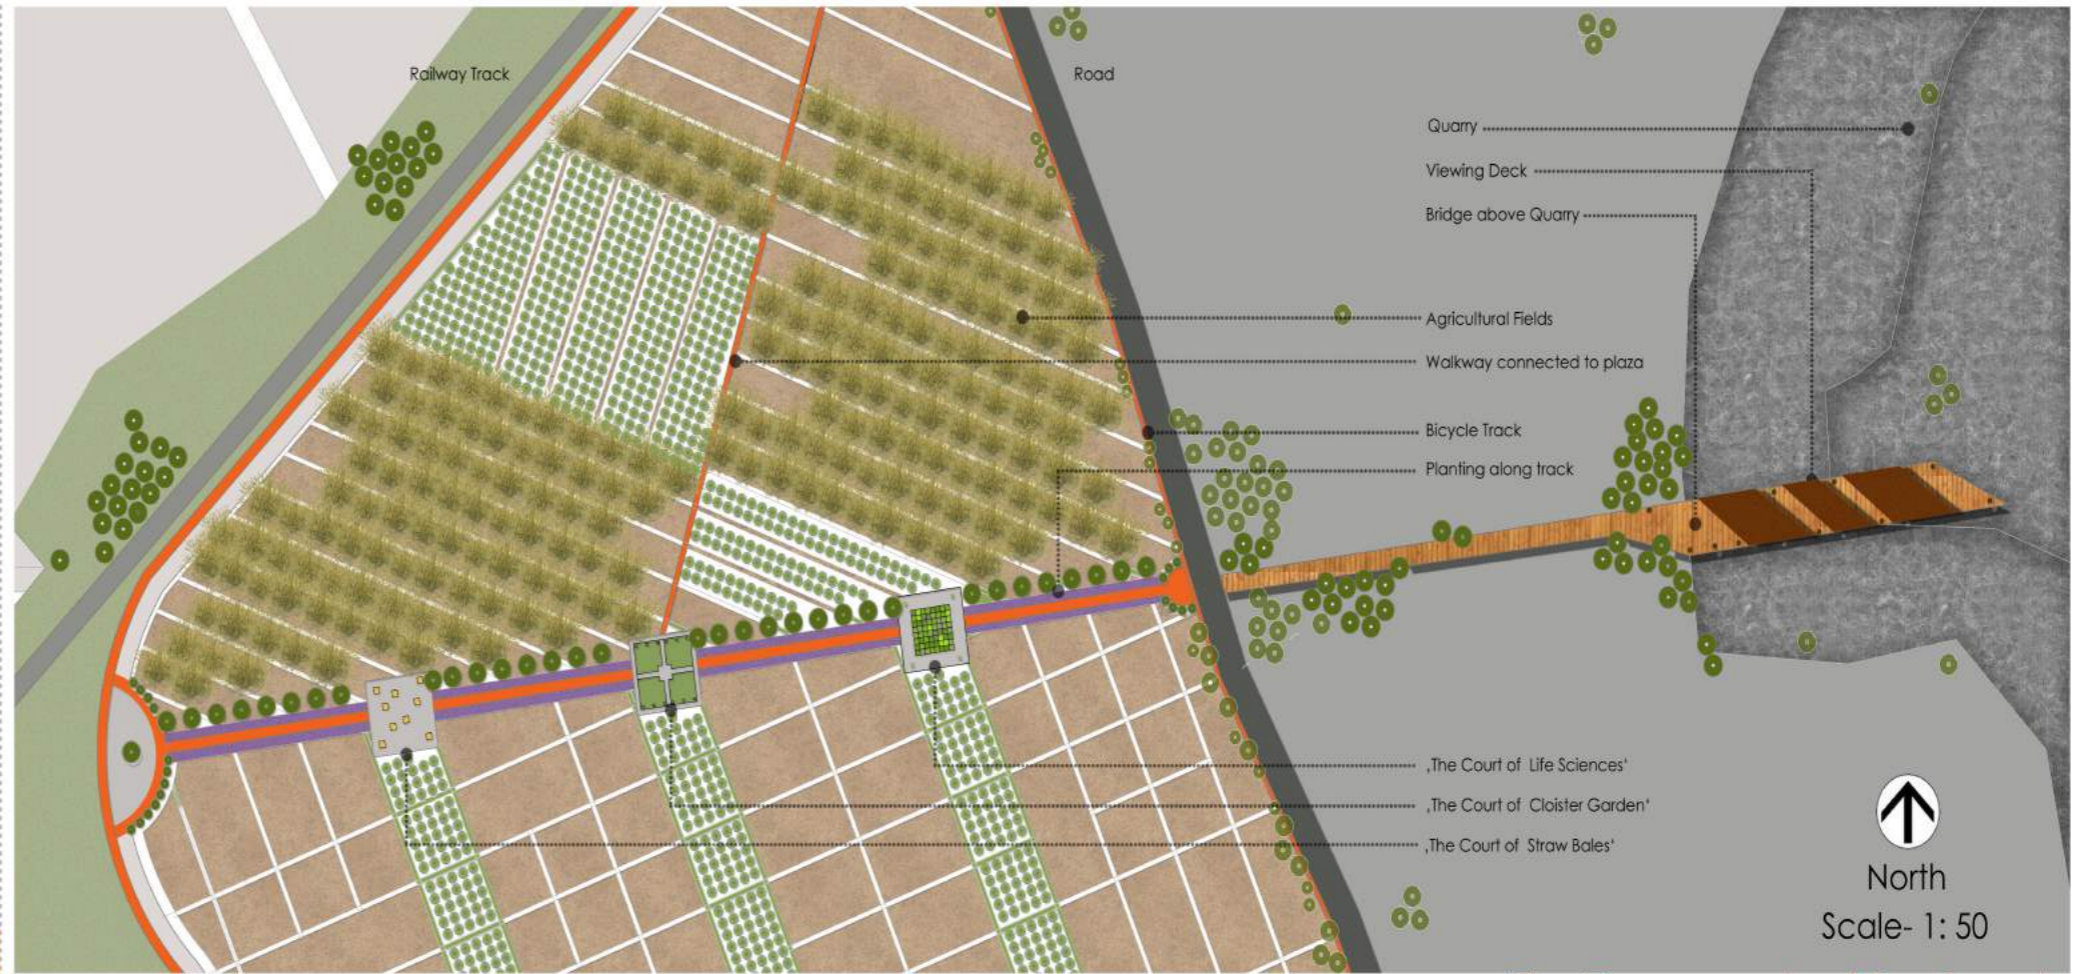 Railway Track
Road
Quarry
Viewing Deck
Bridge above Quarry
Agricultural Fields
Walkway connected to plaza
Bicycle Track
Planting along track
‚The Court of Life Sciences‘
‚The Court of Cloister Garden‘
‚The Court of Straw Bales‘
North
Scale- 1: 50